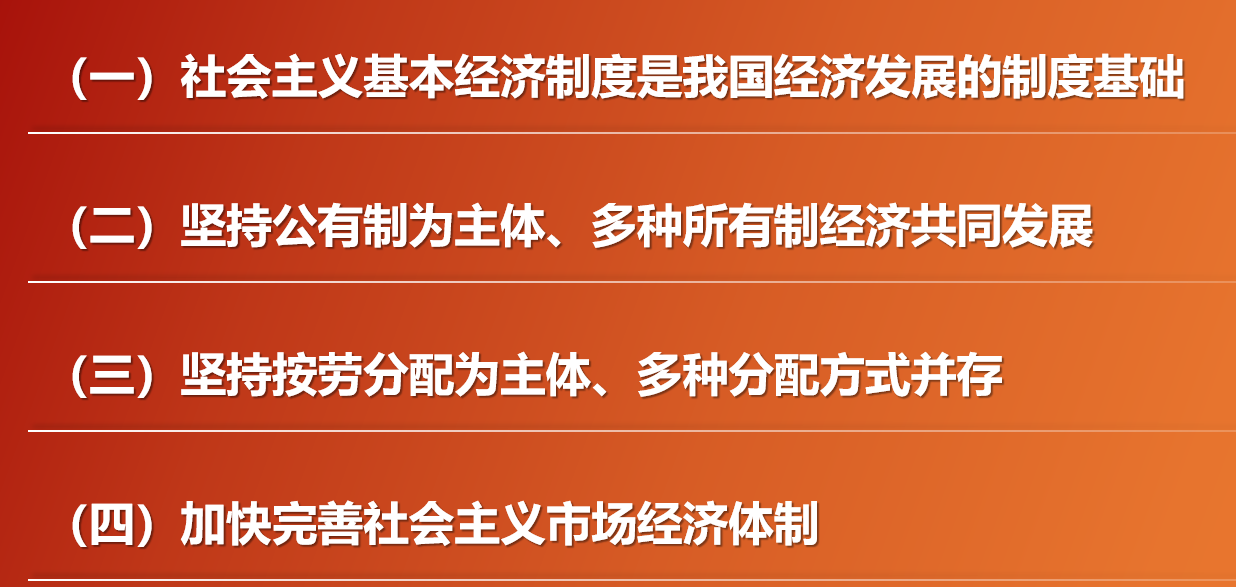 （一）社会主义基本经济制度是我国经济发展的制度基础
（二）坚持公有制为主体、多种所有制经济共同发展
（三）坚持按劳分配为主体、多种分配方式并存
（四）加快完善社会主义市场经济体制